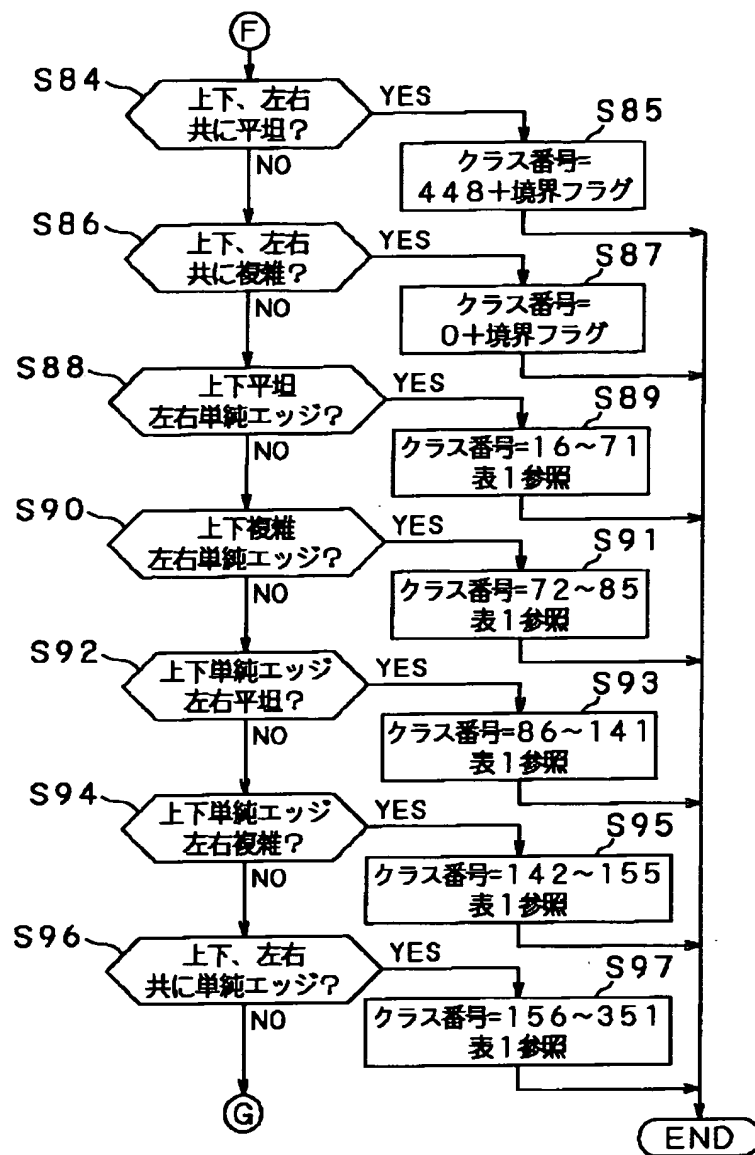 F
S84
上下、左右
共に平坦?
YES
NO
S85
クラス番号=
448+境界フラグ
S86
上下、左右
共に複雑?
YES
NO
S87
クラス番号=
0+境界フラグ
S88
上下平坦
左右単純エッジ?
YES
NO
S89
クラス番号=16~71
表1参照
S90
上下複雑
左右単純エッジ?
YES
NO
S91
クラス番号=72~85
表1参照
S92
上下単純エッジ
左右平坦?
YES
NO
S93
クラス番号=86~141
表1参照
S94
上下単純エッジ
左右複雑?
YES
NO
S95
クラス番号=142~155
表1参照
S96
上下、左右
共に単純エッジ?
YES
NO
S97
クラス番号=156~351
表1参照
G
END